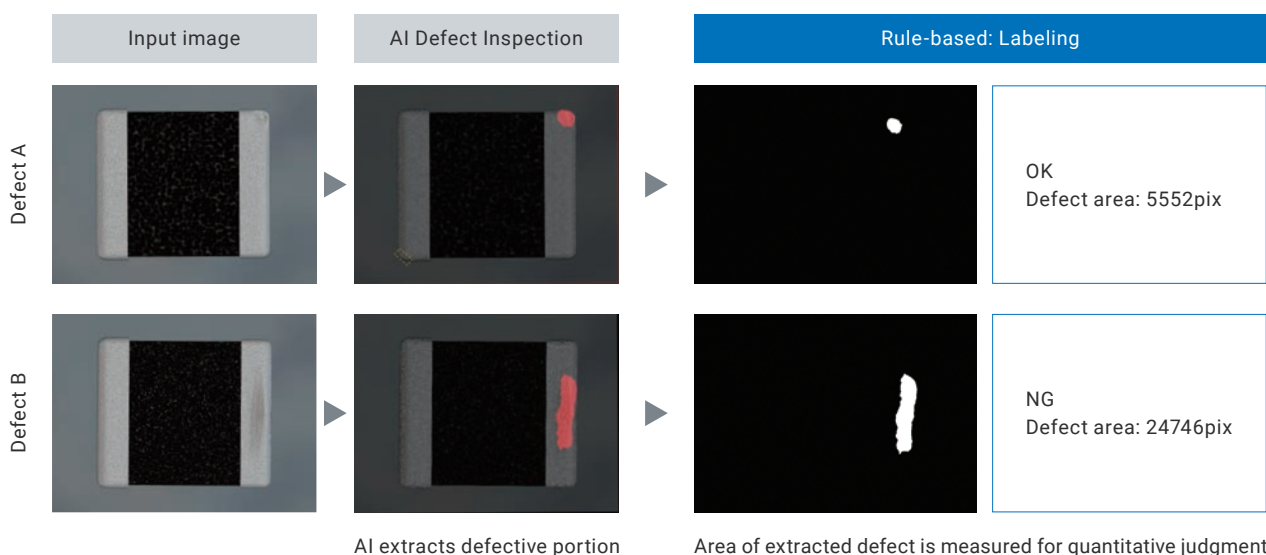 Input image
AI Defect Inspection
Rule-based: Labeling
Defect A
OK
Defect area: 5552pix
Defect B
NG
Defect area: 24746pix
AI extracts defective portion
Area of extracted defect is measured for quantitative judgment